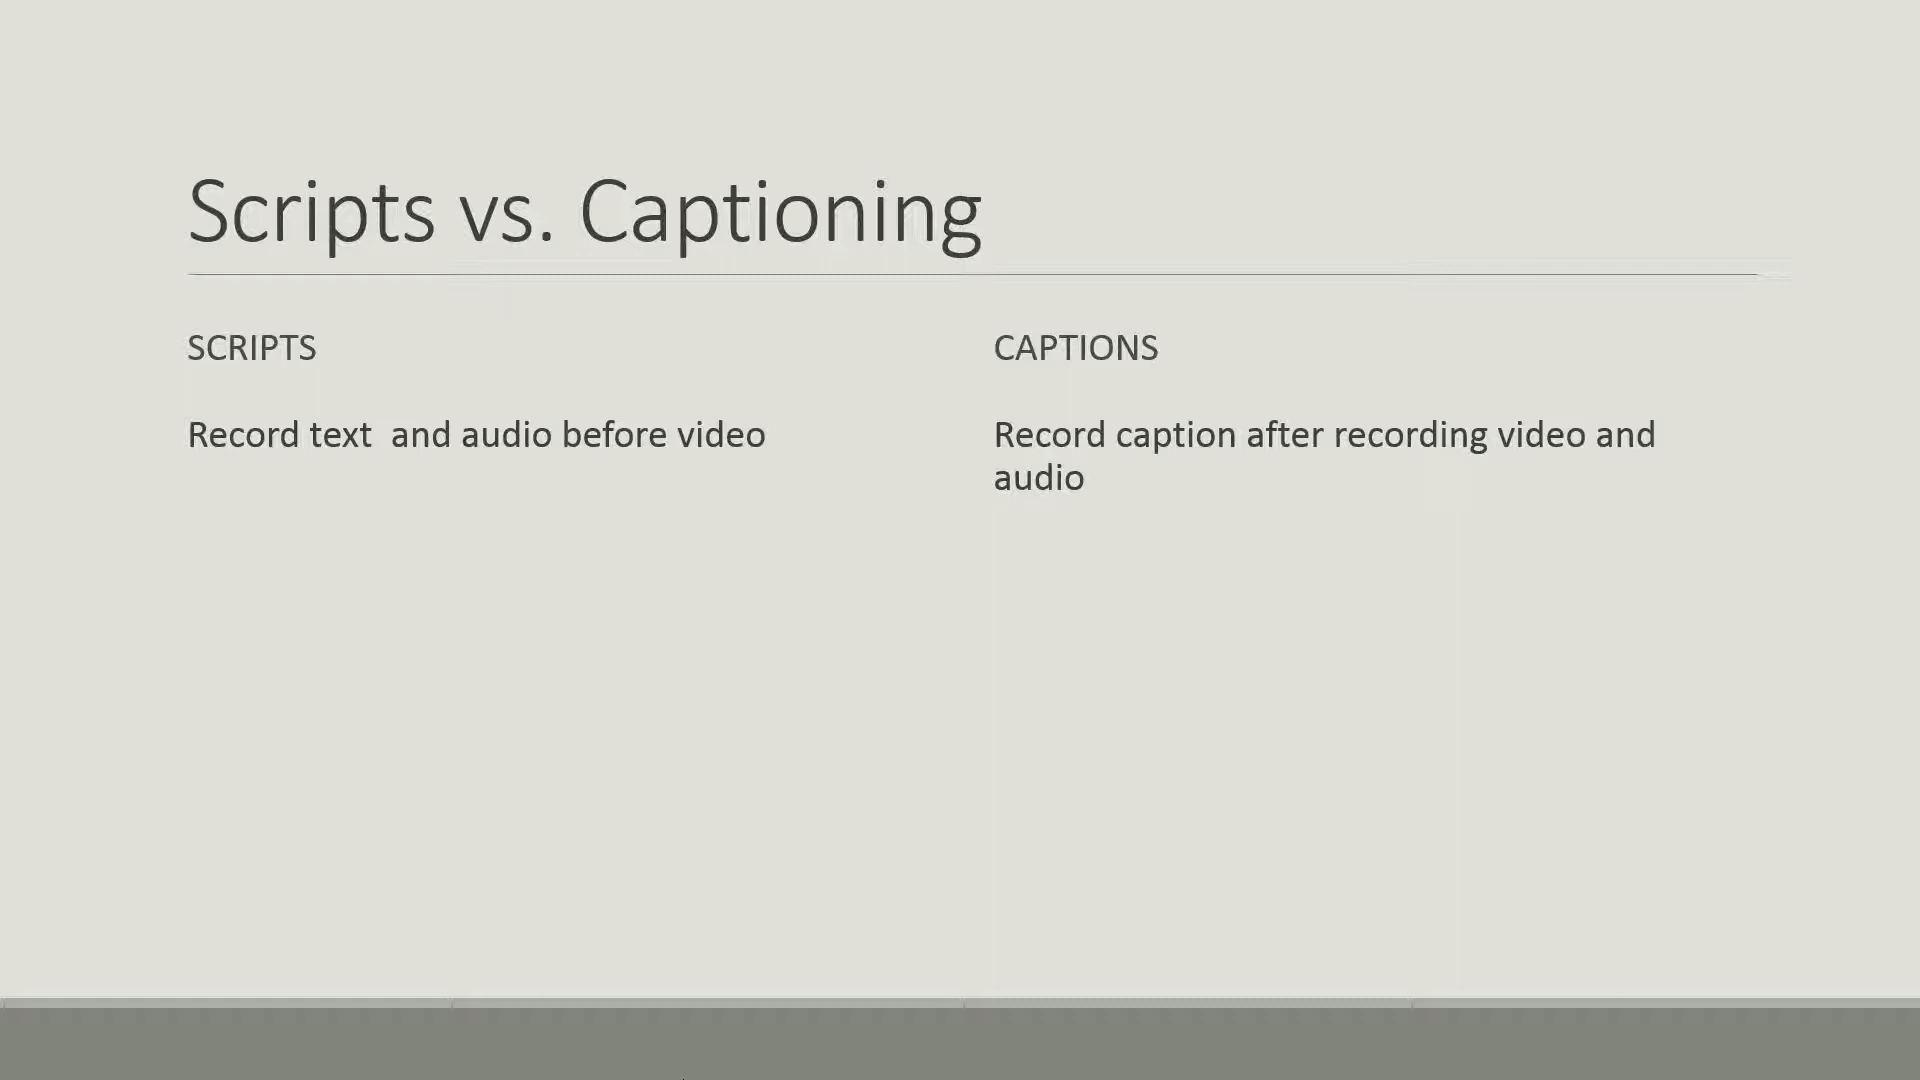 Scripts vs. Captioning
SCRIPTS
Record text  and audio before video
CAPTIONS
Record caption after recording video and
audio